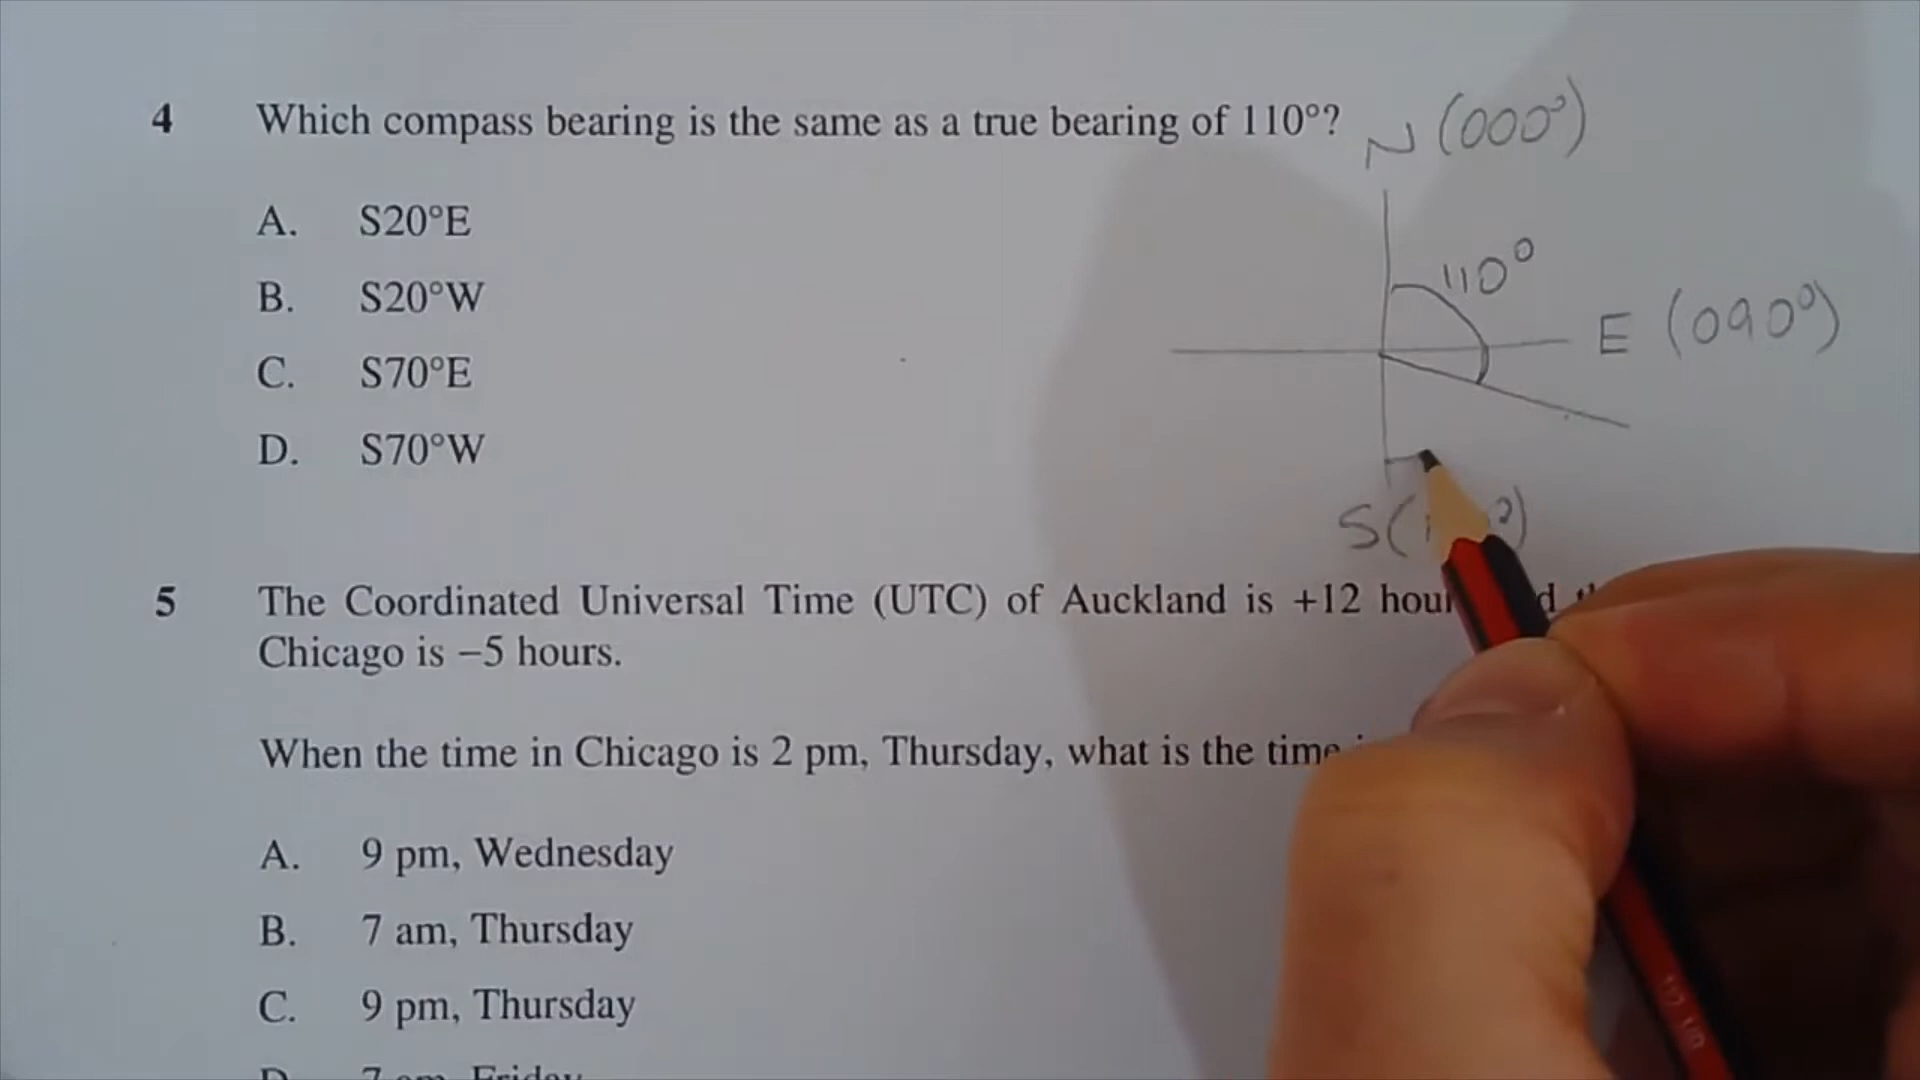 4 Which compass bearing is the same as a true bearing of 110°?
N (000°)
A. S20°E
110°
B. S20°W
E (090°)
C. S70°E
D. S70°W
S(
5 The Coordinated Universal Time (UTC) of Auckland is +12
Chicago is −5 hours.
When the time in Chicago is 2 pm, Thursday, what is the time
A. 9 pm, Wednesday
B. 7 am, Thursday
C. 9 pm, Thursday